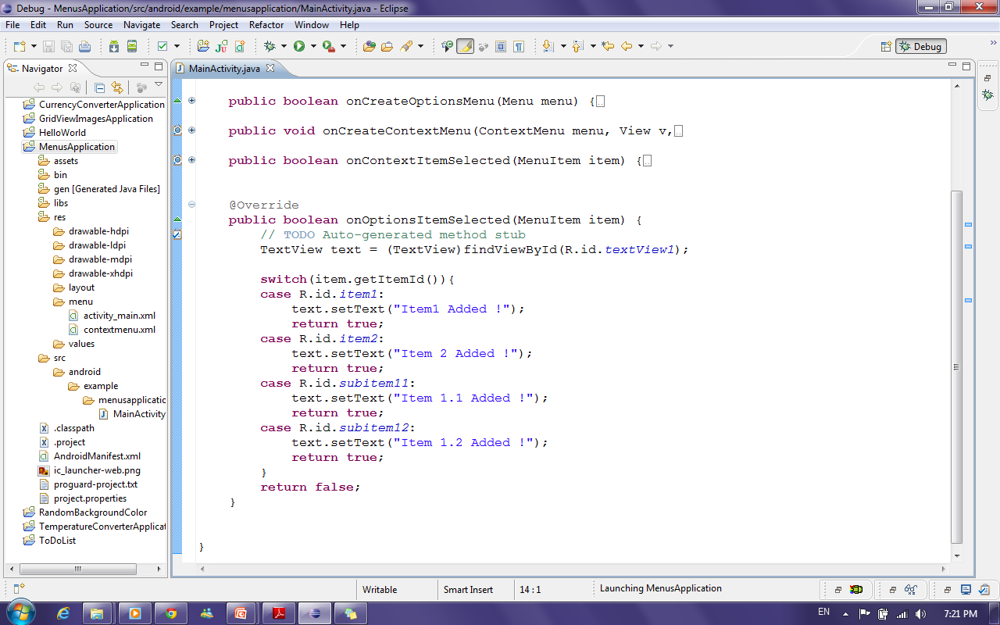 Debug - MenusApplication/src/android/example/menusapplication/MainActivity.java - Eclipse
File Edit Run Source Navigate Search Project Refactor Window Help
Debug
Navigator
CurrencyConverterApplication
GridViewImagesApplication
HelloWorld
MenusApplication
assets
bin
gen [Generated Java Files]
libs
res
drawable-hdpi
drawable-ldpi
drawable-mdpi
drawable-xhdpi
layout
menu
activity_main.xml
contextmenu.xml
values
src
android
example
menusapplicatic
MainActivity
.classpath
.project
AndroidManifest.xml
ic_launcher-web.png
proguard-project.txt
project.properties
RandomBackgroundColor
TemperatureConverterApplicat
ToDoList
MainActivity.java
public boolean onCreateOptionsMenu(Menu menu) {
public void onCreateContextMenu(ContextMenu menu, View v,
public boolean onContextItemSelected(MenuItem item) {
@Override
public boolean onOptionsItemSelected(MenuItem item) {
// TODO Auto-generated method stub
TextView text = (TextView)findViewById(R.id.textView1);
switch(item.getItemId()){
case R.id.item1:
text.setText("Item1 Added !");
return true;
case R.id.item2:
text.setText("Item 2 Added !");
return true;
case R.id.subitem11:
text.setText("Item 1.1 Added !");
return true;
case R.id.subitem12:
text.setText("Item 1.2 Added !");
return true;
}
return false;
}
}
Writable
Smart Insert
14 : 1
Launching MenusApplication
EN
7:21 PM